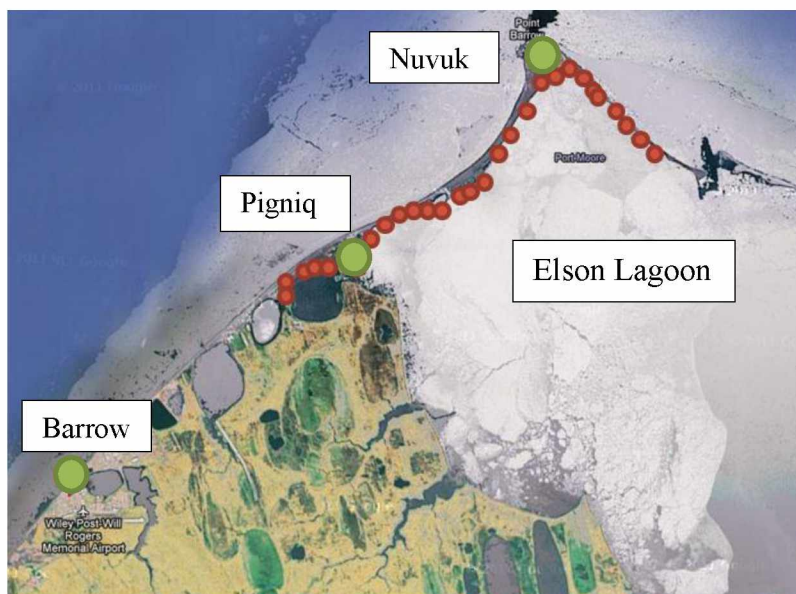 Point
Barrow
Nuvuk
Port Moore
Pigniq
Elson Lagoon
Barrow
Wiley Post-Will
Rogers
Memorial Airport